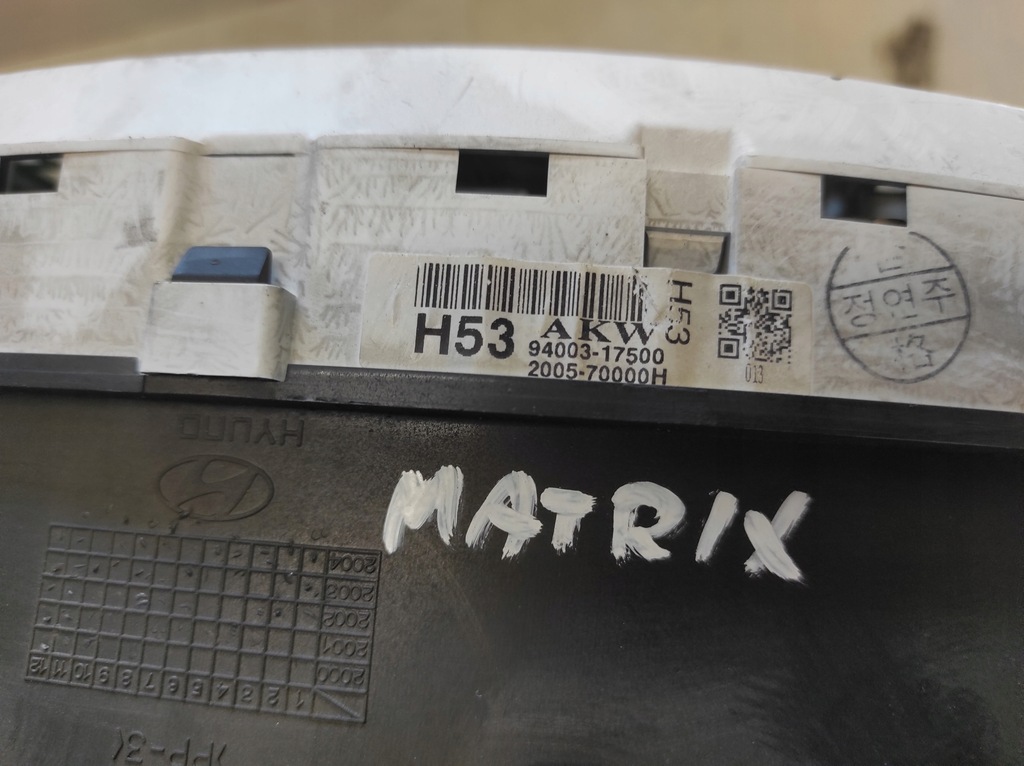 H53
AKW
94003-17500
2005-70000H
H53
013
정 연 주
HYUND
MATRIX
2004
2003
2002
2001
2000
1 2 3 4 5 6 7 8 9 10 11 12